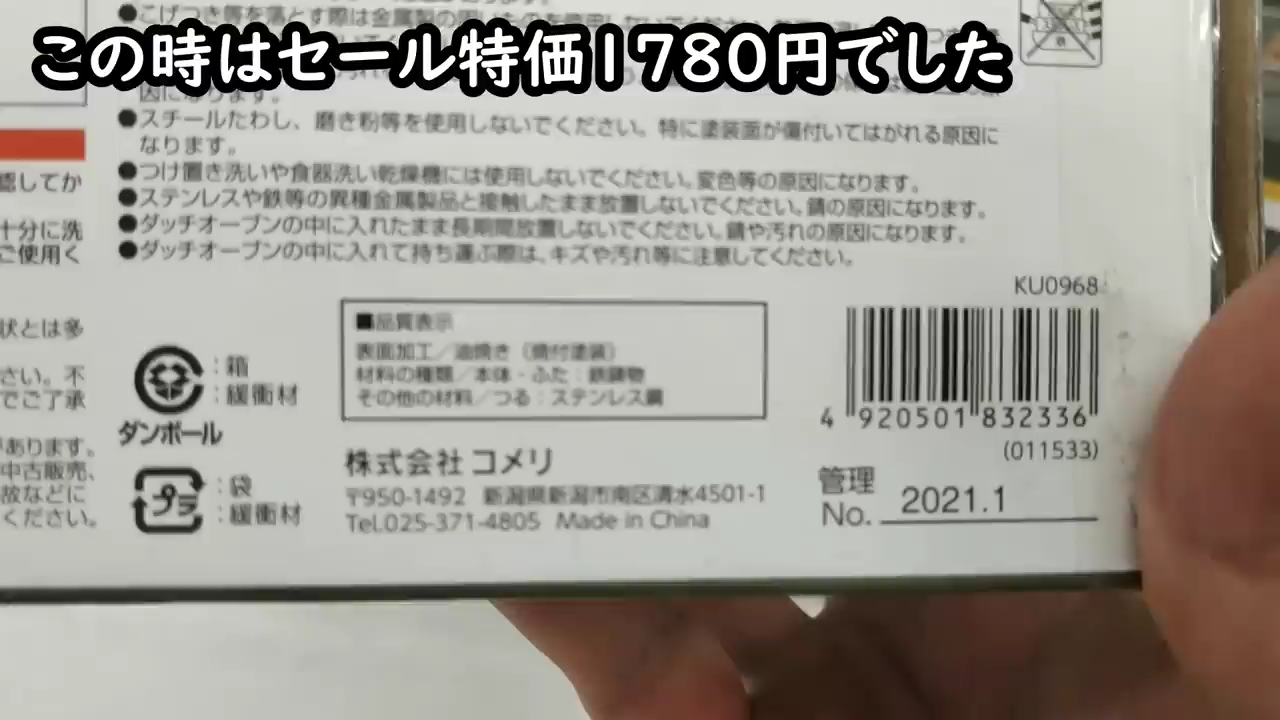 この時はセール特価1780円でした
●こげつき等を落とす際は金属製の
因になります。
●スチールたわし、磨き粉等を使用しないでください。特に塗装面が傷付いてはがれる原因に
なります。
●つけ置き洗いや食器洗い乾燥機には使用しないでください。変色等の原因になります。
●ステンレスや鉄等の異種金属製品と接触したまま放置しないでください。錆の原因になります。
●ダッチオーブンの中に入れたまま長期間放置しないでください。錆や汚れの原因になります。
●ダッチオーブンの中に入れて持ち運ぶ際は、キズや汚れ等に注意してください。
認してか
十分に洗
ご使用く
状とは多
さい。不
でご了承
があります。
中古販売、
故などに
ください。
：箱
：緩衝材
ダンボール
プラ
：袋
：緩衝材
■品質表示
表面加工／油焼き（焼付塗装）
材料の種類／本体・ふた：鉄鋳物
その他の材料／つる：ステンレス鋼
株式会社 コメリ
〒950-1492 新潟県新潟市南区清水4501-1
Tel.025-371-4805 Made in China
KU0968
4 920501 832336
(011533)
管理
No. 2021.1